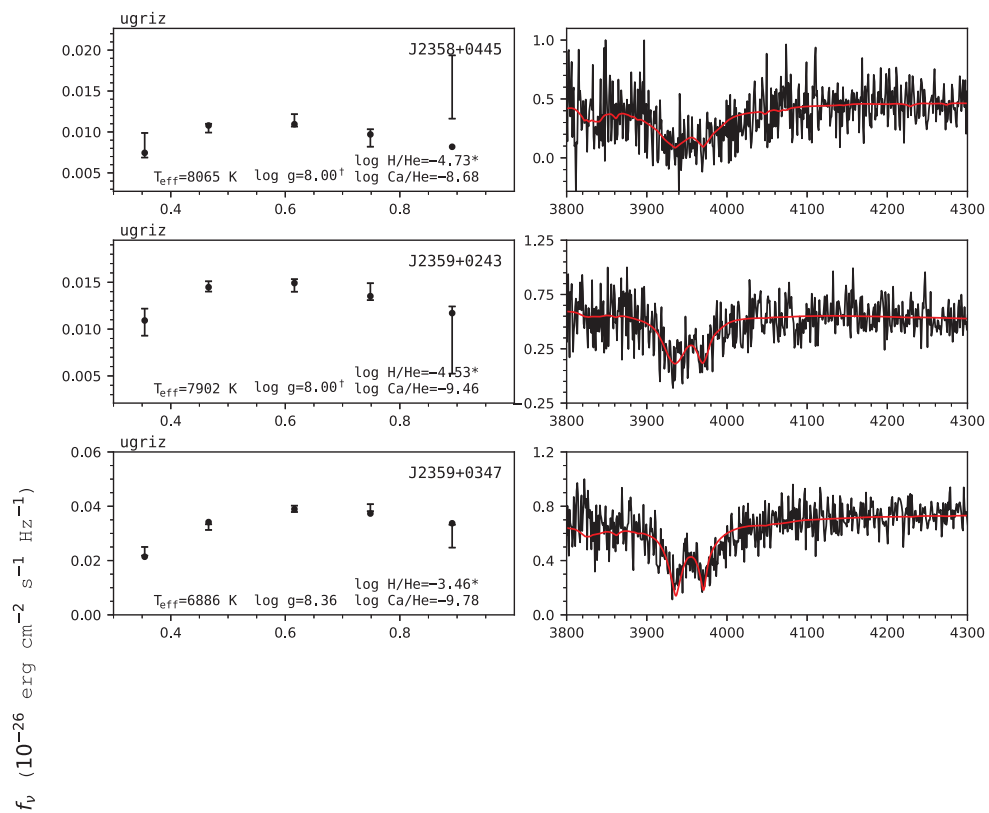 ugriz
J2358+0445
0.020
0.015
0.010
0.005
log H/He=−4.73*
T_eff=8065 K log g=8.00† log Ca/He=−8.68
0.4 0.6 0.8
1.0
0.5
0.0
3800 3900 4000 4100 4200 4300
ugriz
J2359+0243
0.015
0.010
0.005
log H/He=−4.53*
T_eff=7902 K log g=8.00† log Ca/He=−9.46
0.4 0.6 0.8
1.25
0.75
0.25
−0.25
3800 3900 4000 4100 4200 4300
ugriz
J2359+0347
0.06
0.04
0.02
0.00
log H/He=−3.46*
T_eff=6886 K log g=8.36 log Ca/He=−9.78
0.4 0.6 0.8
1.2
0.8
0.4
0.0
3800 3900 4000 4100 4200 4300
f_ν (10⁻²⁶ erg cm⁻² s⁻¹ Hz⁻¹)